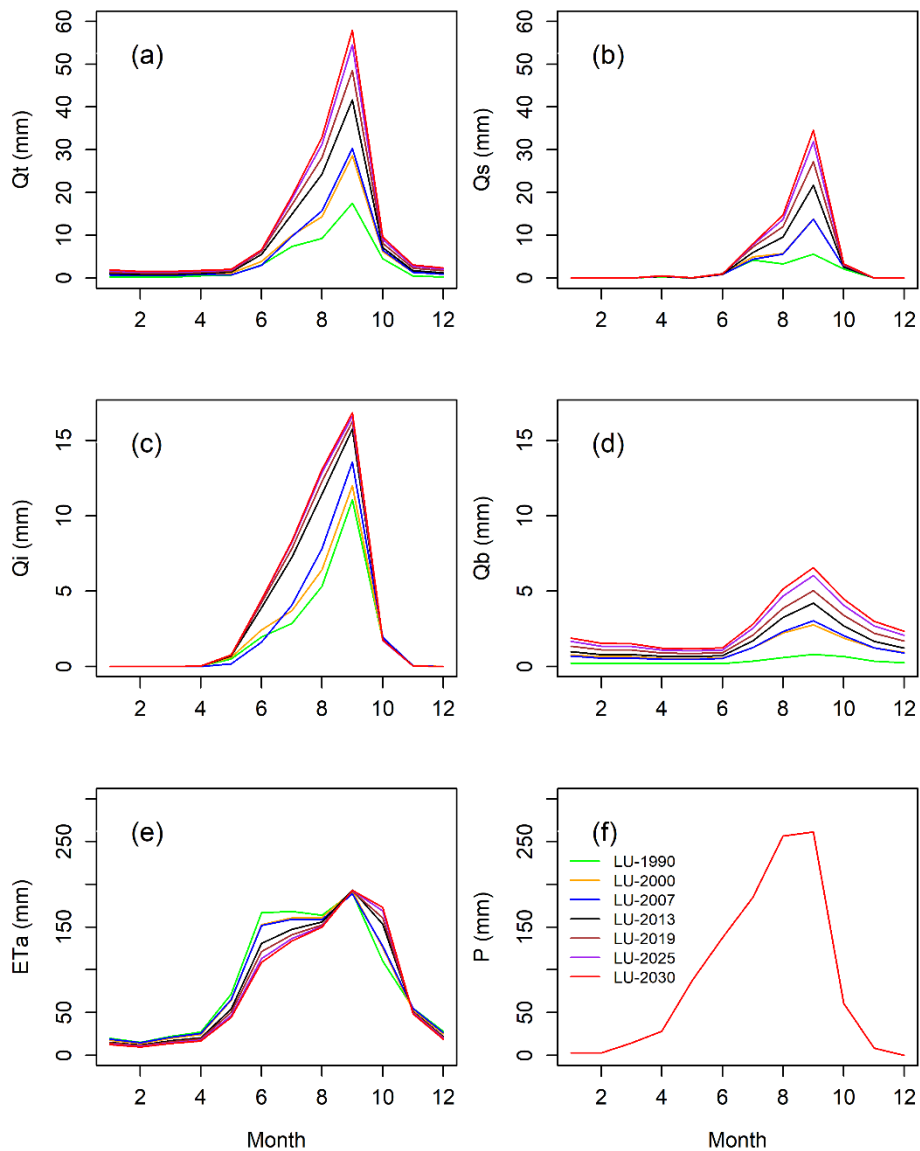 (a)
Qt (mm)
0 10 20 30 40 50 60
2 4 6 8 10 12
(b)
Qs (mm)
0 10 20 30 40 50 60
2 4 6 8 10 12
(c)
Qi (mm)
0 5 10 15
2 4 6 8 10 12
(d)
Qb (mm)
0 5 10 15
2 4 6 8 10 12
(e)
ETa (mm)
0 50 150 250
2 4 6 8 10 12
Month
(f)
P (mm)
0 50 150 250
LU-1990
LU-2000
LU-2007
LU-2013
LU-2019
LU-2025
LU-2030
2 4 6 8 10 12
Month